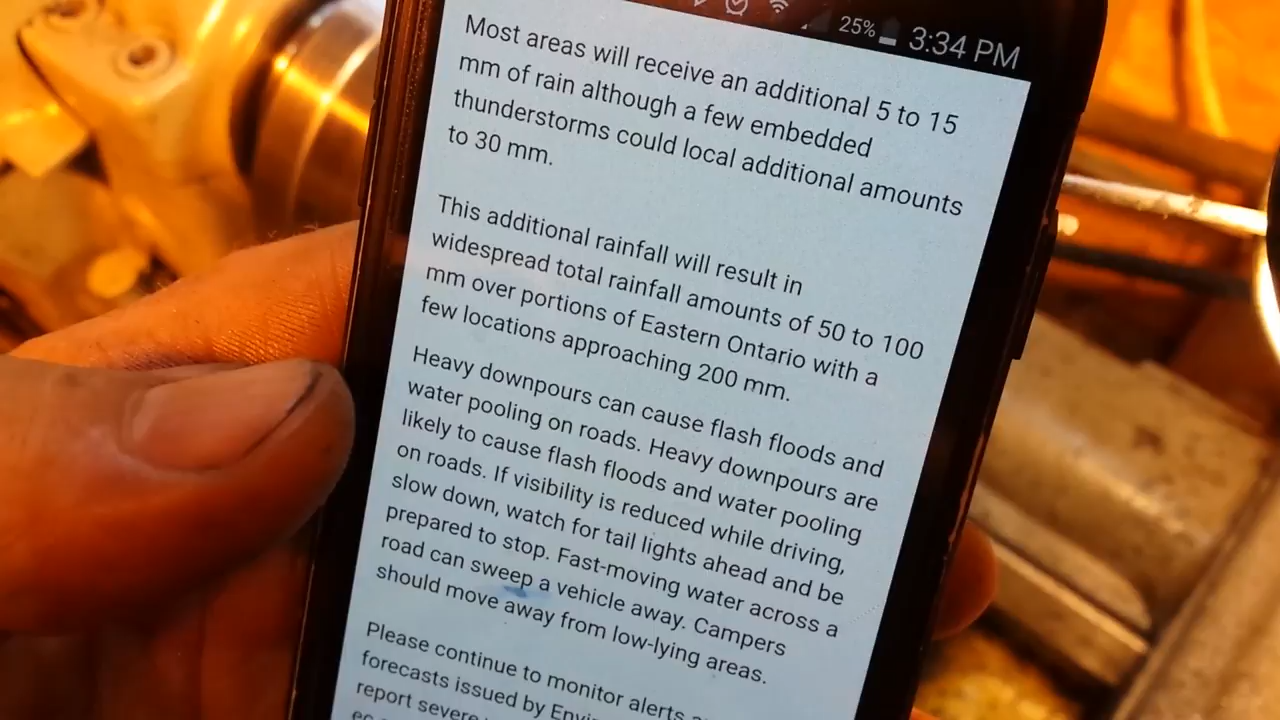 25% 3:34 PM
Most areas will receive an additional 5 to 15
mm of rain although a few embedded
thunderstorms could local additional amounts
to 30 mm.
This additional rainfall will result in
widespread total rainfall amounts of 50 to 100
mm over portions of Eastern Ontario with a
few locations approaching 200 mm.
Heavy downpours can cause flash floods and
water pooling on roads. Heavy downpours are
likely to cause flash floods and water pooling
on roads. If visibility is reduced while driving,
slow down, watch for tail lights ahead and be
prepared to stop. Fast-moving water across a
road can sweep a vehicle away. Campers
should move away from low-lying areas.
Please continue to monitor alerts
forecasts issued by
report severe